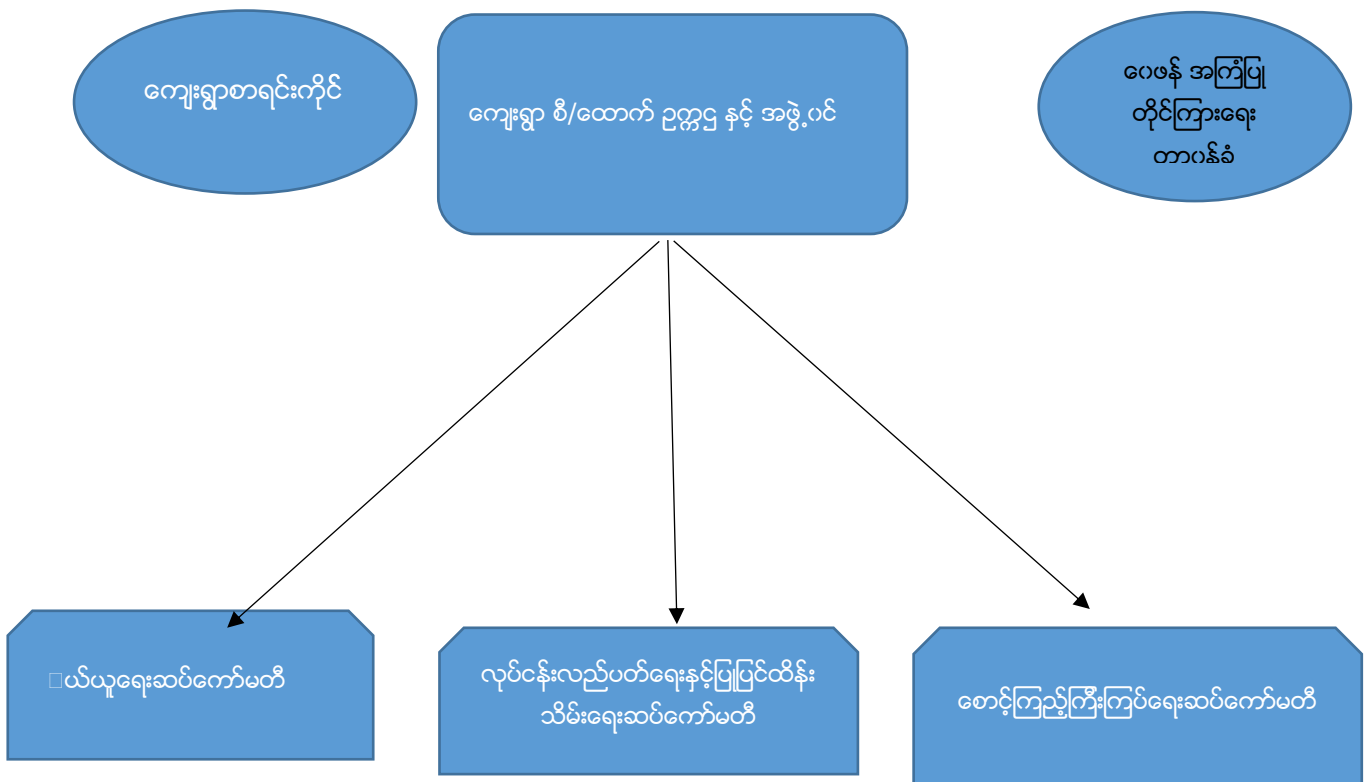 ကျေးရွာစာရင်းကိုင်
ကျေးရွာ စီ/ထောက် ဥက္ကဌ နှင့် အဖွဲ့ဝင်
ဝေဖန် အကြံပြု
တိုင်ကြားရေး
တာဝန်ခံ
ယ်ယူရေးဆပ်ကော်မတီ
လုပ်ငန်းလည်ပတ်ရေးနှင့်ပြုပြင်ထိန်း
သိမ်းရေးဆပ်ကော်မတီ
စောင့်ကြည့်ကြီးကြပ်ရေးဆပ်ကော်မတီ